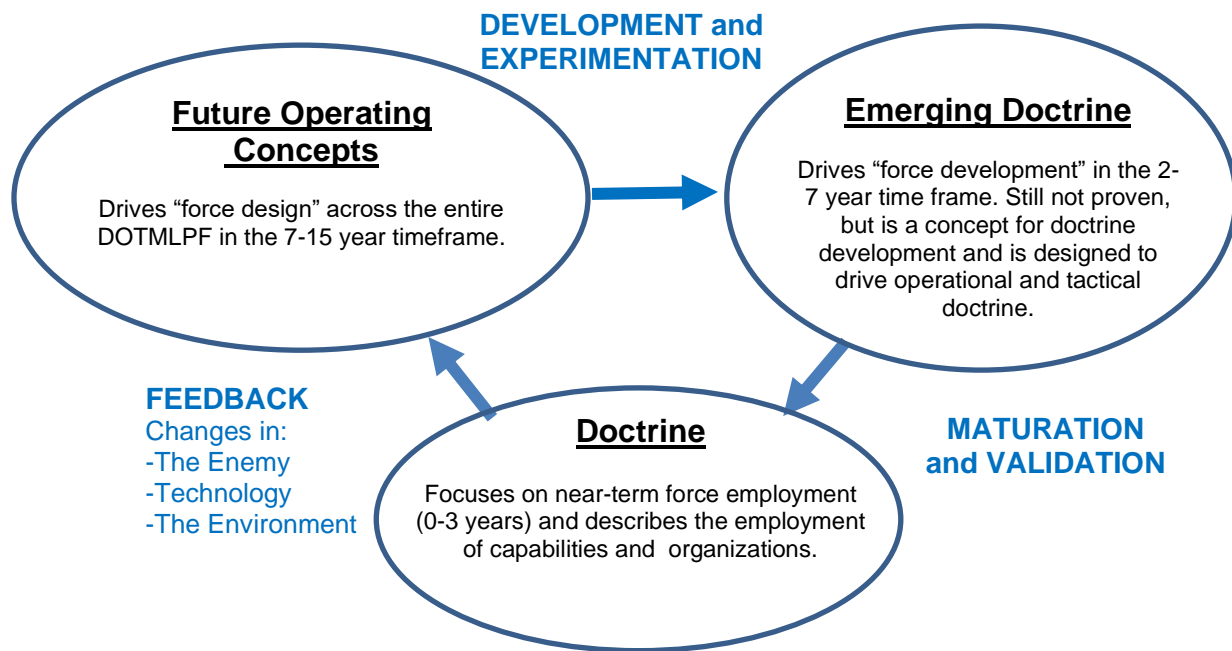 DEVELOPMENT and
EXPERIMENTATION
Future Operating
Concepts
Drives “force design” across the entire
DOTMLPF in the 7-15 year timeframe.
Emerging Doctrine
Drives “force development” in the 2-
7 year time frame. Still not proven,
but is a concept for doctrine
development and is designed to
drive operational and tactical
doctrine.
FEEDBACK
Changes in:
-The Enemy
-Technology
-The Environment
Doctrine
Focuses on near-term force employment
(0-3 years) and describes the employment
of capabilities and organizations.
MATURATION
and VALIDATION